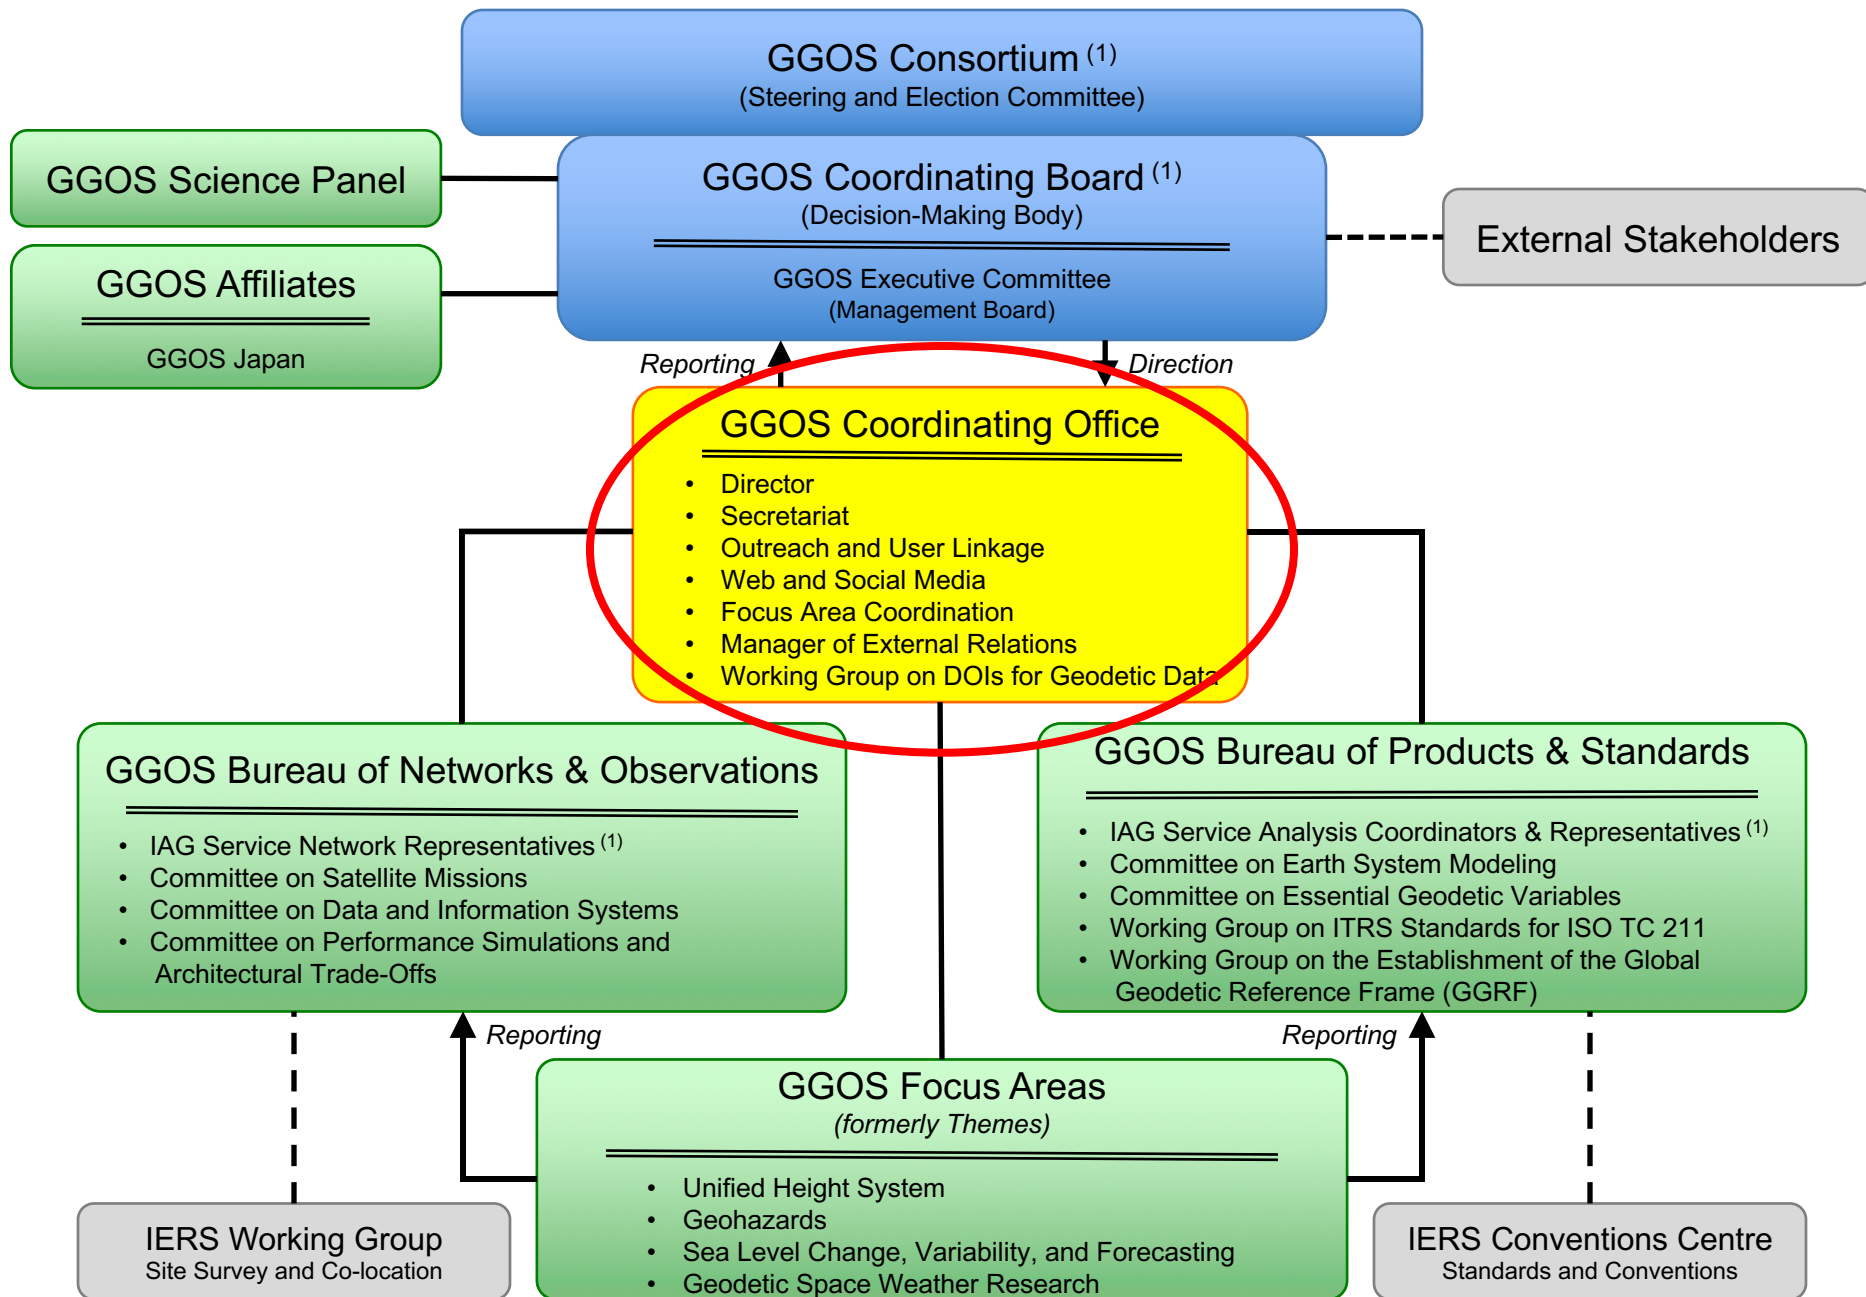 GGOS Consortium (1)
(Steering and Election Committee)
GGOS Science Panel
GGOS Coordinating Board (1)
(Decision-Making Body)
GGOS Executive Committee
(Management Board)
External Stakeholders
GGOS Affiliates
GGOS Japan
Reporting
Direction
GGOS Coordinating Office
• Director
• Secretariat
• Outreach and User Linkage
• Web and Social Media
• Focus Area Coordination
• Manager of External Relations
• Working Group on DOIs for Geodetic Data
GGOS Bureau of Networks & Observations
• IAG Service Network Representatives (1)
• Committee on Satellite Missions
• Committee on Data and Information Systems
• Committee on Performance Simulations and
Architectural Trade-Offs
GGOS Bureau of Products & Standards
• IAG Service Analysis Coordinators & Representatives (1)
• Committee on Earth System Modeling
• Committee on Essential Geodetic Variables
• Working Group on ITRS Standards for ISO TC 211
• Working Group on the Establishment of the Global
Geodetic Reference Frame (GGRF)
Reporting
Reporting
GGOS Focus Areas
(formerly Themes)
• Unified Height System
• Geohazards
• Sea Level Change, Variability, and Forecasting
• Geodetic Space Weather Research
IERS Working Group
Site Survey and Co-location
IERS Conventions Centre
Standards and Conventions